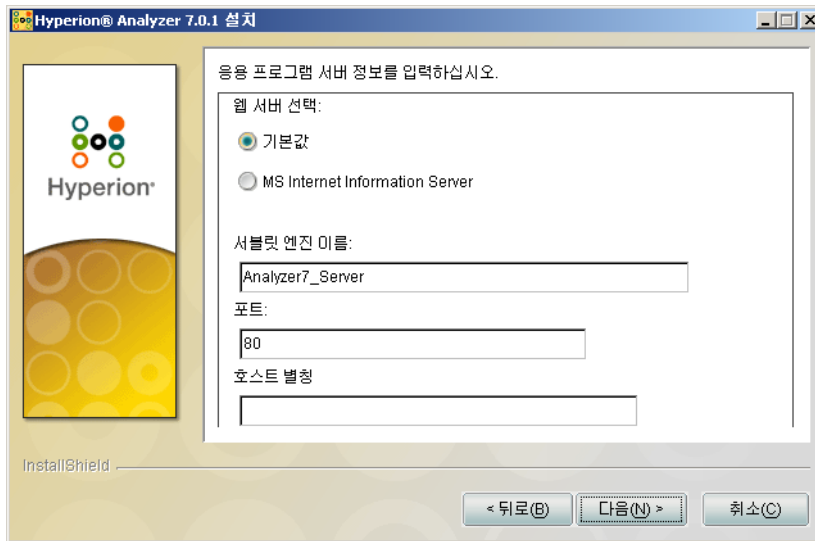 Hyperion® Analyzer 7.0.1 설치
응용 프로그램 서버 정보를 입력하십시오.
웹 서버 선택:
기본값
MS Internet Information Server
Hyperion®
서블릿 엔진 이름:
Analyzer7_Server
포트:
80
호스트 별칭
InstallShield
< 뒤로(B)
다음(N) >
취소(C)